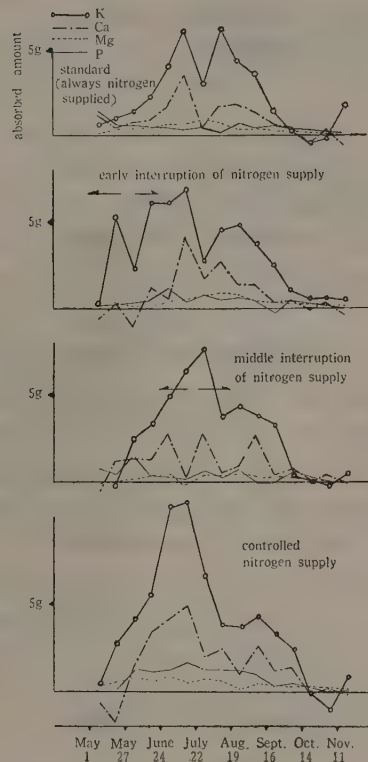 K
Ca
Mg
P
absorbed amount
5g
standard
(always nitrogen
supplied)
early interruption of nitrogen supply
5g
middle interruption
of nitrogen supply
5g
controlled
nitrogen supply
5g
May May June July Aug. Sept. Oct. Nov.
1 27 24 22 19 16 14 11